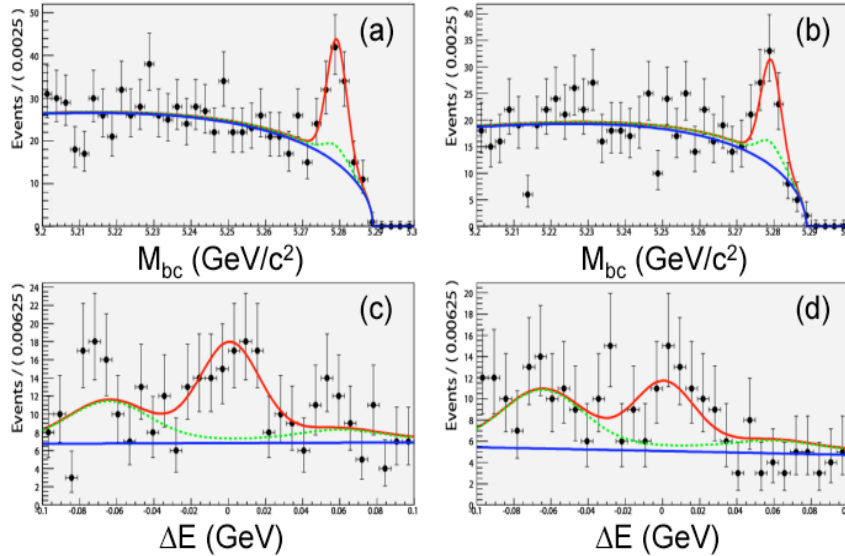 (a)
Events / ( 0.0025)
50
40
30
20
10
0
5.2 5.21 5.22 5.23 5.24 5.25 5.26 5.27 5.28 5.29 5.3
M_bc (GeV/c²)
(b)
Events / ( 0.0025)
40
35
30
25
20
15
10
5
0
5.2 5.21 5.22 5.23 5.24 5.25 5.26 5.27 5.28 5.29 5.3
M_bc (GeV/c²)
(c)
Events / ( 0.00625)
24
22
20
18
16
14
12
10
8
6
4
2
0
-0.1 -0.08 -0.06 -0.04 -0.02 0 0.02 0.04 0.06 0.08 0.1
ΔE (GeV)
(d)
Events / ( 0.00625)
20
18
16
14
12
10
8
6
4
2
0
-0.1 -0.08 -0.06 -0.04 -0.02 0 0.02 0.04 0.06 0.08 0.1
ΔE (GeV)